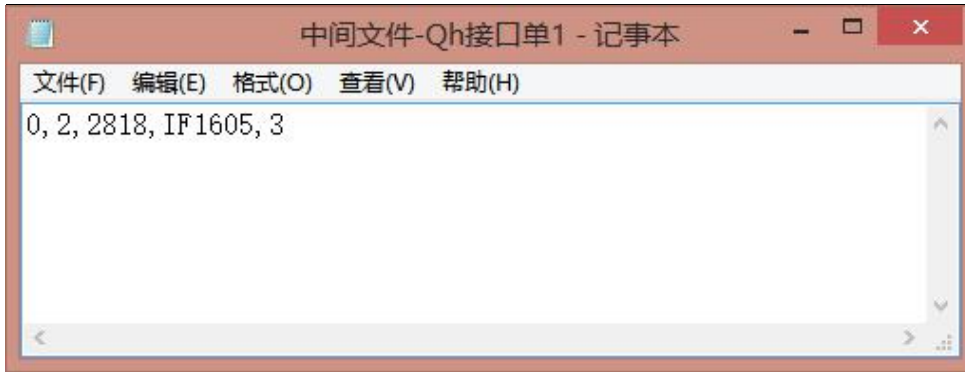 中间文件-Qh接口单1 - 记事本
文件(F) 编辑(E) 格式(O) 查看(V) 帮助(H)
0, 2, 2818, IF1605, 3